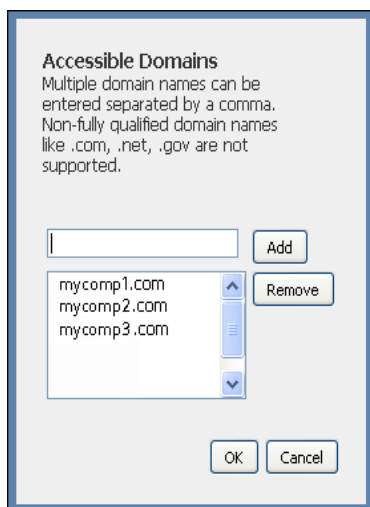 Accessible Domains
Multiple domain names can be
entered separated by a comma.
Non-fully qualified domain names
like .com, .net, .gov are not
supported.
Add
mycomp1.com
mycomp2.com
mycomp3.com
Remove
OK
Cancel